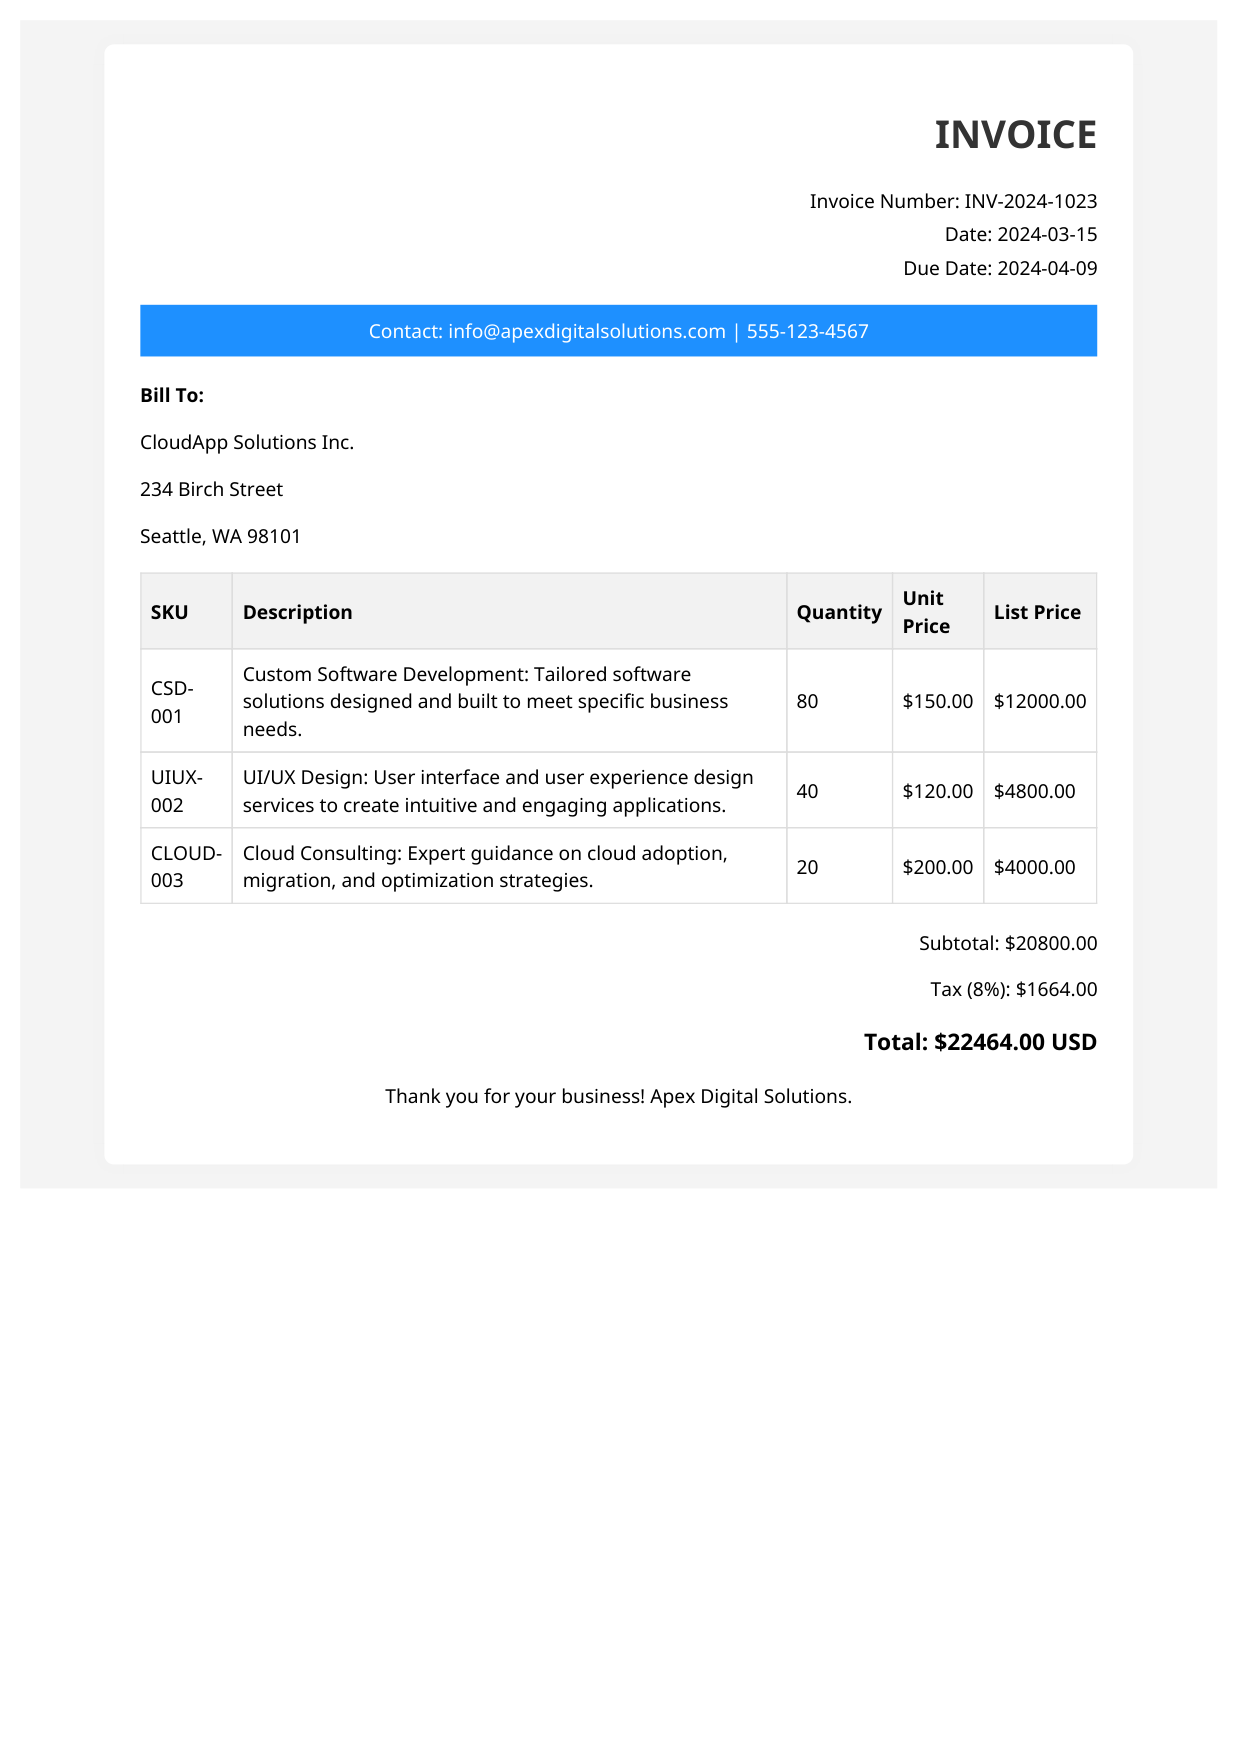 INVOICE
Invoice Number: INV-2024-1023
Date: 2024-03-15
Due Date: 2024-04-09
Contact: info@apexdigitalsolutions.com | 555-123-4567
Bill To:
CloudApp Solutions Inc.
234 Birch Street
Seattle, WA 98101
SKU Description Quantity Unit Price List Price
CSD-001 Custom Software Development: Tailored software
solutions designed and built to meet specific business
needs. 80 $150.00 $12000.00
UIUX-002 UI/UX Design: User interface and user experience design
services to create intuitive and engaging applications. 40 $120.00 $4800.00
CLOUD-003 Cloud Consulting: Expert guidance on cloud adoption,
migration, and optimization strategies. 20 $200.00 $4000.00
Subtotal: $20800.00
Tax (8%): $1664.00
Total: $22464.00 USD
Thank you for your business! Apex Digital Solutions.